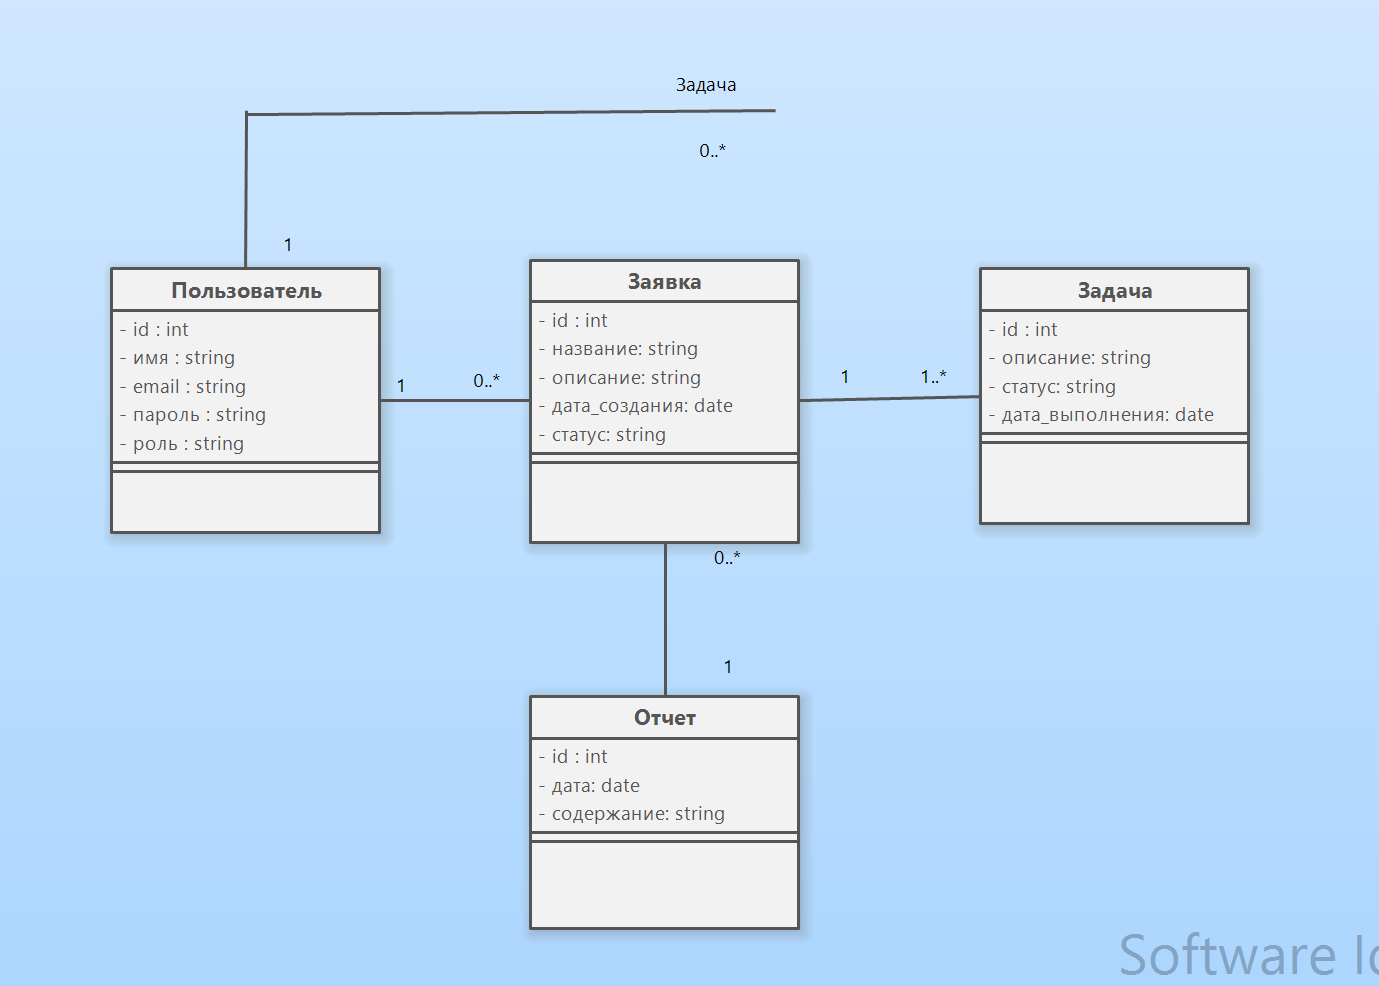 Задача
0..*
1
Пользователь
- id : int
- имя : string
- email : string
- пароль : string
- роль : string
1
0..*
Заявка
- id : int
- название: string
- описание: string
- дата_создания: date
- статус: string
1
1..*
Задача
- id : int
- описание: string
- статус: string
- дата_выполнения: date
0..*
1
Отчет
- id : int
- дата: date
- содержание: string
Software